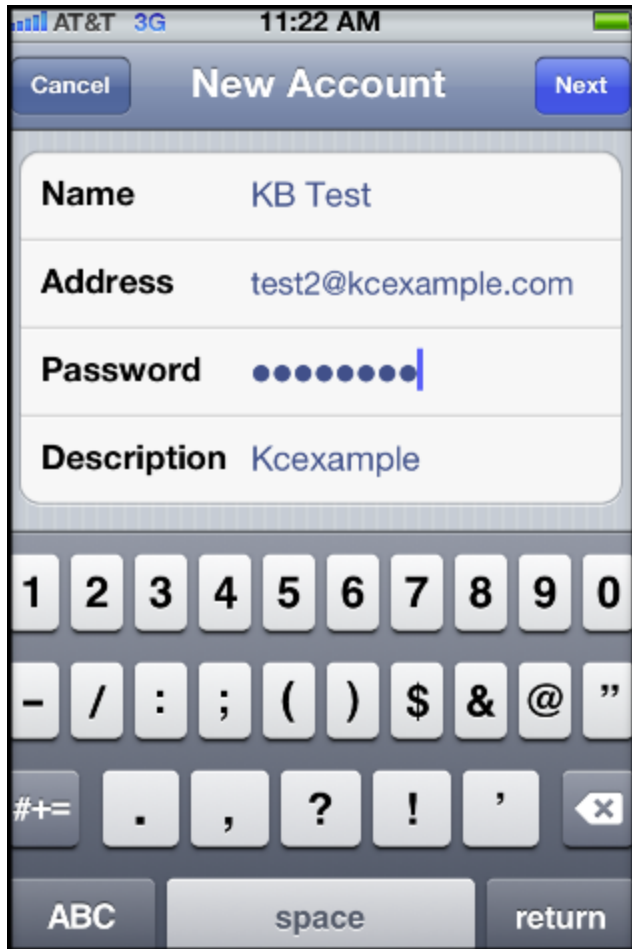 AT&T 3G 11:22 AM
Cancel New Account Next
Name KB Test
Address test2@kcexample.com
Password ●●●●●●●●
Description Kcexample
1 2 3 4 5 6 7 8 9 0
- / : ; ( ) $ & @ ”
#+= . , ? ! ’
ABC space return